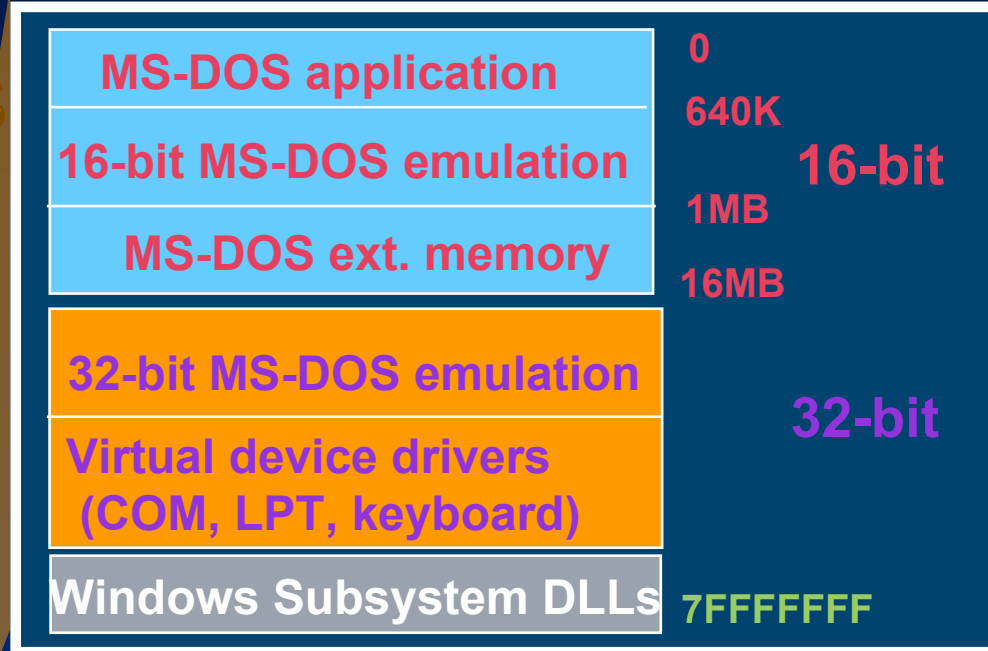 MS-DOS application
0
640K
16-bit MS-DOS emulation
16-bit
1MB
MS-DOS ext. memory
16MB
32-bit MS-DOS emulation
32-bit
Virtual device drivers
(COM, LPT, keyboard)
Windows Subsystem DLLs
7FFFFFFF